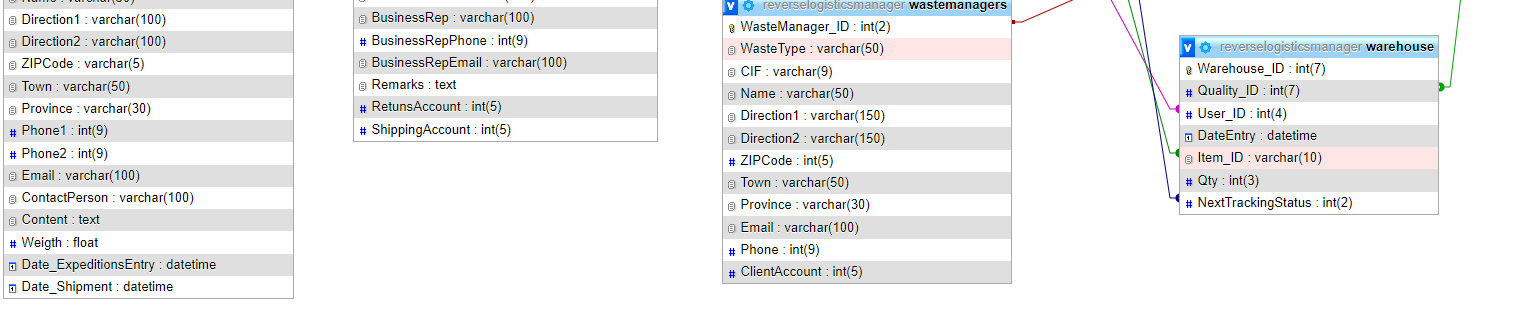 Direction1 : varchar(100)
Direction2 : varchar(100)
ZIPCode : varchar(5)
Town : varchar(50)
Province : varchar(30)
Phone1 : int(9)
Phone2 : int(9)
Email : varchar(100)
ContactPerson : varchar(100)
Content : text
Weigth : float
Date_ExpeditionsEntry : datetime
Date_Shipment : datetime
BusinessRep : varchar(100)
BusinessRepPhone : int(9)
BusinessRepEmail : varchar(100)
Remarks : text
RetunsAccount : int(5)
ShippingAccount : int(5)
reverselogisticsmanager wastemanagers
WasteManager_ID : int(2)
WasteType : varchar(50)
CIF : varchar(9)
Name : varchar(50)
Direction1 : varchar(150)
Direction2 : varchar(150)
ZIPCode : int(5)
Town : varchar(50)
Province : varchar(30)
Email : varchar(100)
Phone : int(9)
ClientAccount : int(5)
v reverselogisticsmanager warehouse
Warehouse_ID : int(7)
Quality_ID : int(7)
User_ID : int(4)
DateEntry : datetime
Item_ID : varchar(10)
Qty : int(3)
NextTrackingStatus : int(2)